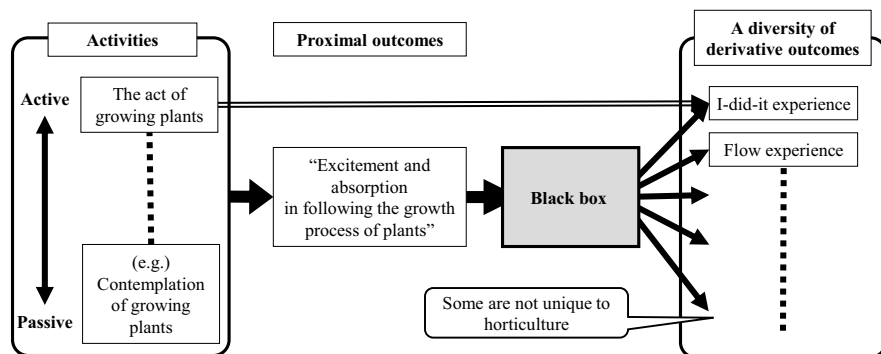 Activities
Proximal outcomes
A diversity of
derivative outcomes
Active
The act of
growing plants
I-did-it experience
Flow experience
“Excitement and
absorption
in following the growth
process of plants”
Black box
(e.g.)
Contemplation
of growing
plants
Passive
Some are not unique to
horticulture